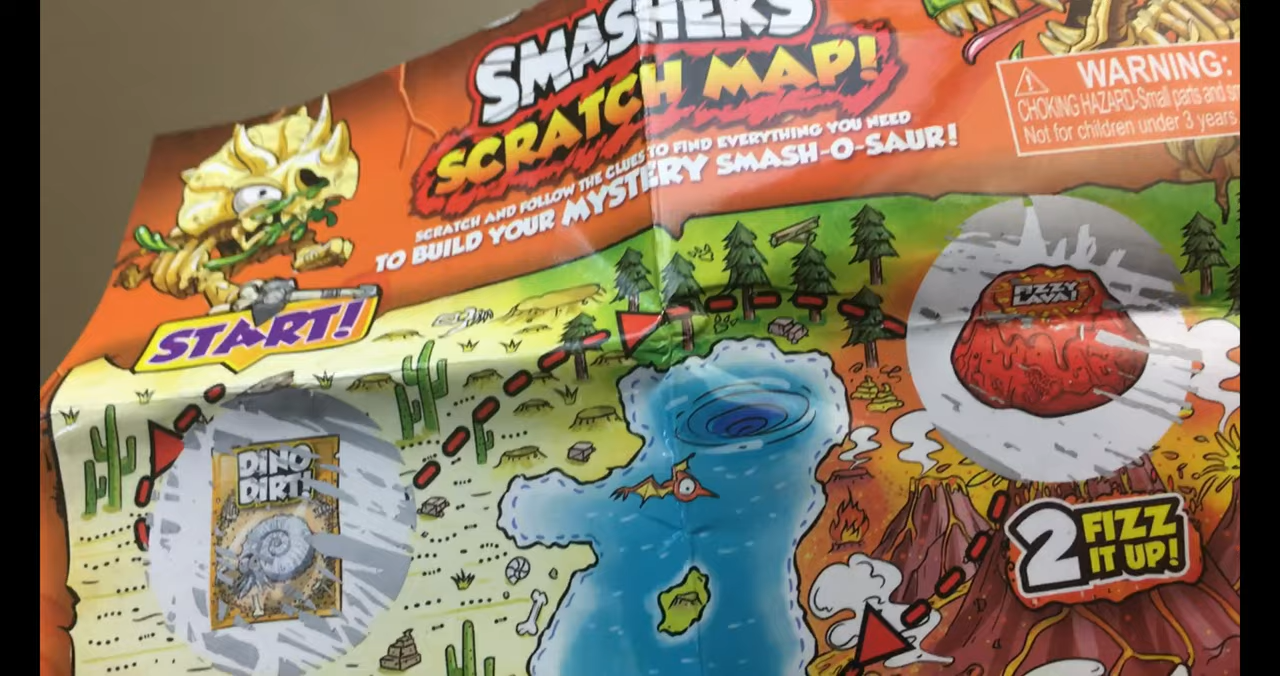 SMASHERS
SCRATCH MAP!
SCRATCH AND FOLLOW THE CLUES TO FIND EVERYTHING YOU NEED
TO BUILD YOUR MYSTERY SMASH-O-SAUR!
WARNING:
CHOKING HAZARD-Small parts and
Not for children under 3 years
START!
FIZZY
LAVA!
DINO
DIRT!
2 FIZZ
IT UP!